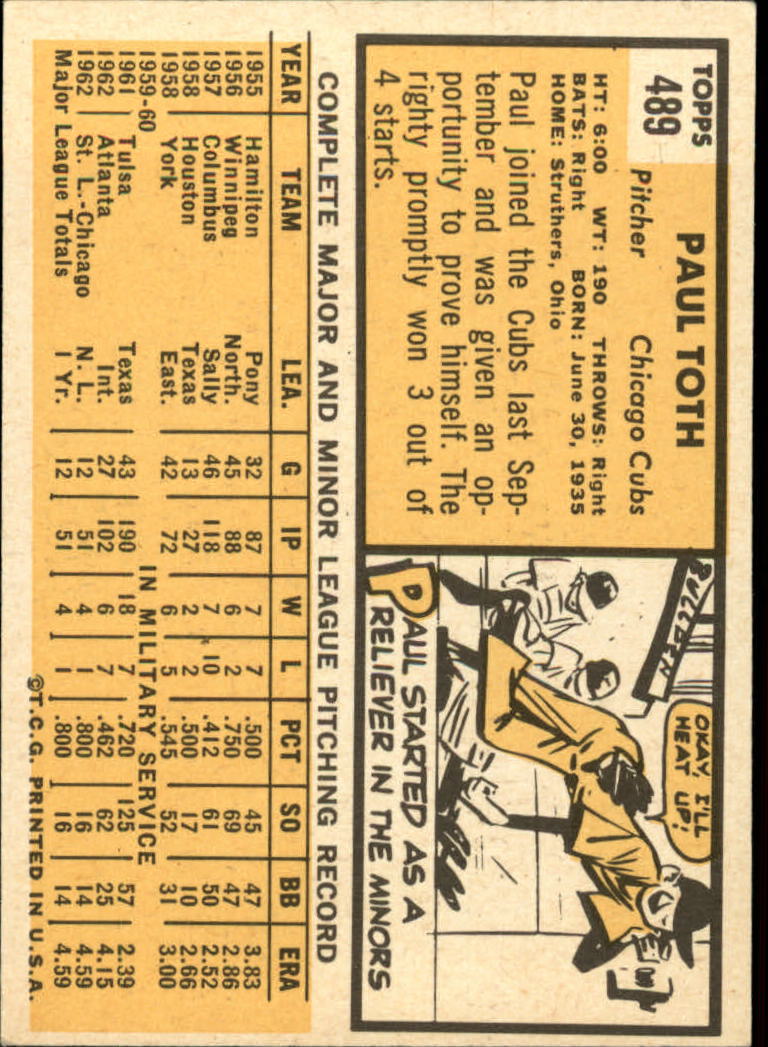 TOPPS
489
PAUL TOTH
Pitcher Chicago Cubs
HT: 6:00 WT: 190 THROWS: Right
BATS: Right BORN: June 30, 1935
HOME: Struthers, Ohio
Paul joined the Cubs last Sep-
tember and was given an op-
portunity to prove himself. The
righty promptly won 3 out of
4 starts.
BULLPEN
OKAY, I'LL
HEAT UP!
PAUL STARTED AS A
RELIEVER IN THE MINORS
COMPLETE MAJOR AND MINOR LEAGUE PITCHING RECORD
YEAR TEAM LEA. G IP W L PCT SO BB ERA
1955 Hamilton Pony 32 87 7 7 .500 45 47 3.83
1956 Winnipeg North. 45 88 6 2 .750 69 47 2.86
1957 Columbus Sally 46 118 7 10 .412 61 50 2.52
1958 Houston Texas 13 27 2 2 .500 17 10 2.66
1958 York East. 42 72 6 5 .545 52 31 3.00
1959-60 IN MILITARY SERVICE
1961 Tulsa Texas 43 190 18 7 .720 125 57 2.39
1962 Atlanta Int. 27 102 6 7 .462 62 25 4.15
1962 St. L.-Chicago N. L. 12 51 4 1 .800 16 14 4.59
Major League Totals 1 Yr. 12 51 4 1 .800 16 14 4.59
©T.C.G. PRINTED IN U.S.A.